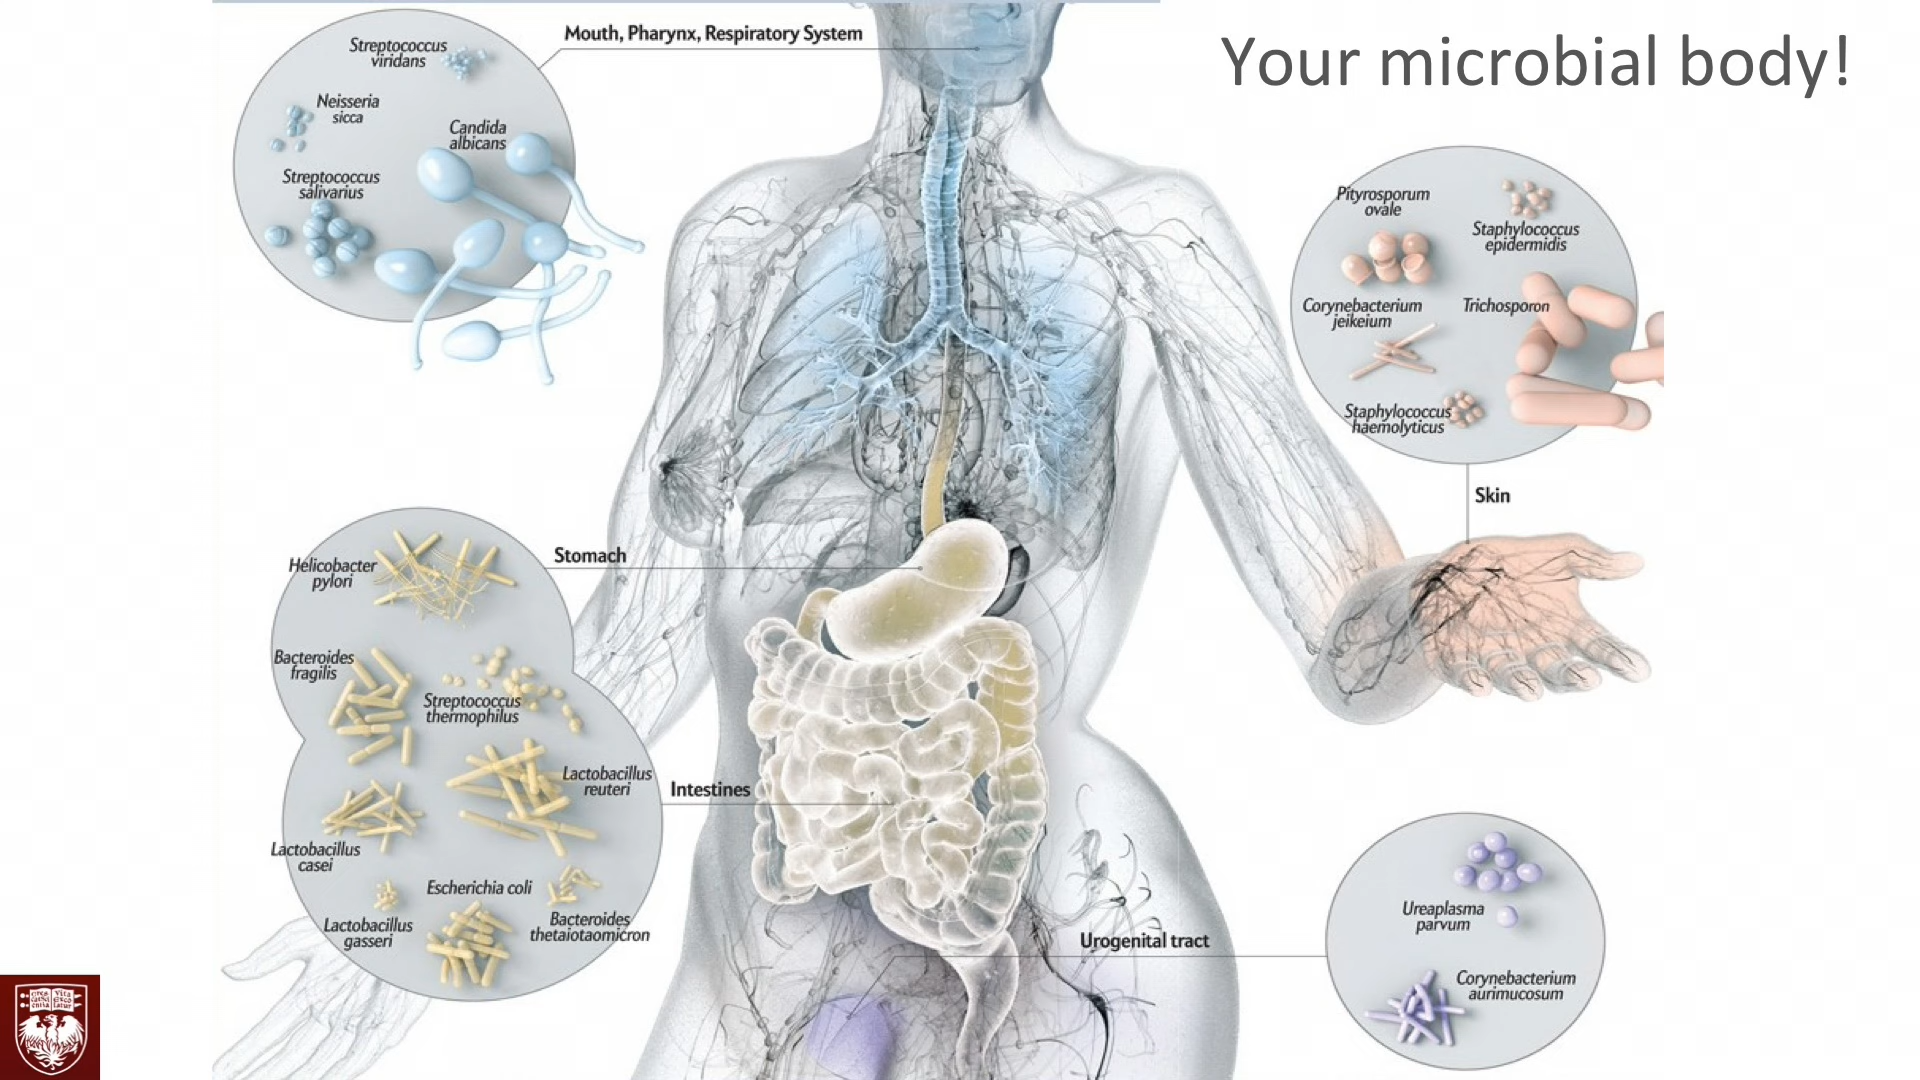 Your microbial body!
Mouth, Pharynx, Respiratory System
Streptococcus
viridans
Neisseria
sicca
Candida
albicans
Streptococcus
salivarius
Pityrosporum
ovale
Staphylococcus
epidermidis
Corynebacterium
jeikeium
Trichosporon
Staphylococcus
haemolyticus
Skin
Stomach
Helicobacter
pylori
Bacteroides
fragilis
Streptococcus
thermophilus
Lactobacillus
reuteri
Intestines
Lactobacillus
casei
Escherichia coli
Lactobacillus
gasseri
Bacteroides
thetaiotaomicron
Urogenital tract
Ureaplasma
parvum
Corynebacterium
aurimucosum